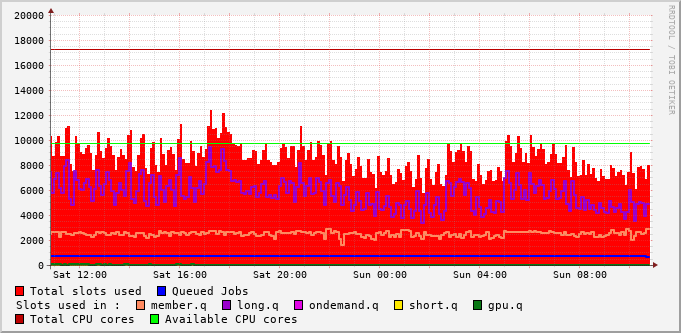 20000
18000
16000
14000
12000
10000
8000
6000
4000
2000
0
Sat 12:00 Sat 16:00 Sat 20:00 Sun 00:00 Sun 04:00 Sun 08:00
Total slots used Queued Jobs
Slots used in : member.q long.q ondemand.q short.q gpu.q
Total CPU cores Available CPU cores
RRDTOOL / TOBI OETIKER